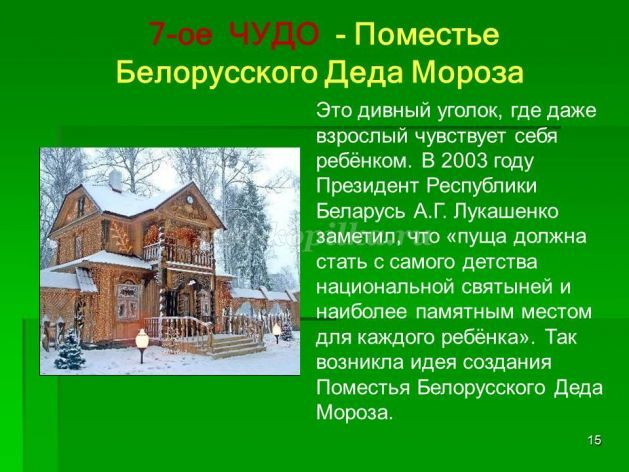 7-ое ЧУДО - Поместье
Белорусского Деда Мороза
Это дивный уголок, где даже
взрослый чувствует себя
ребёнком. В 2003 году
Президент Республики
Беларусь А.Г. Лукашенко
заметил, что «пуща должна
стать с самого детства
национальной святыней и
наиболее памятным местом
для каждого ребёнка». Так
возникла идея создания
Поместья Белорусского Деда
Мороза.
15